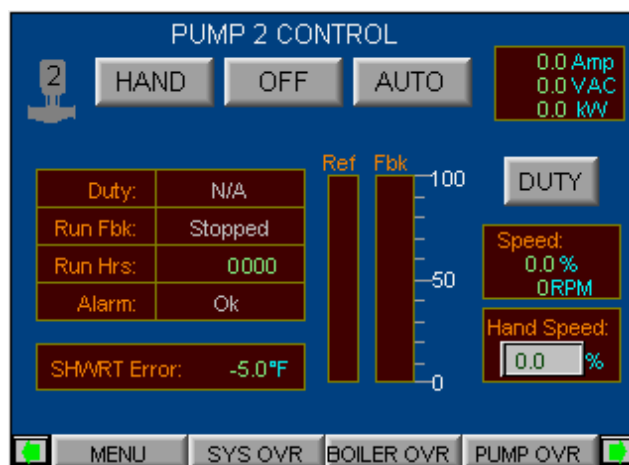 PUMP 2 CONTROL
2
HAND OFF AUTO
0.0 Amp
0.0 VAC
0.0 kW
Ref Fbk
100
50
0
DUTY
Duty: N/A
Run Fbk: Stopped
Run Hrs: 0000
Alarm: Ok
Speed:
0.0 %
0 RPM
Hand Speed:
0.0 %
SHWRT Error: -5.0°F
MENU SYS OVR BOILER OVR PUMP OVR